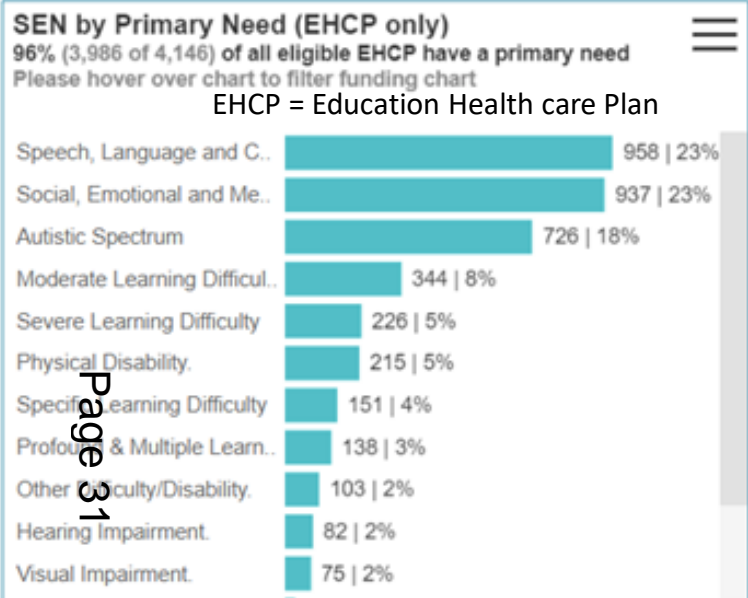 SEN by Primary Need (EHCP only)
96% (3,986 of 4,146) of all eligible EHCP have a primary need
Please hover over chart to filter funding chart
EHCP = Education Health care Plan
Speech, Language and C.. 958 | 23%
Social, Emotional and Me.. 937 | 23%
Autistic Spectrum 726 | 18%
Moderate Learning Difficul.. 344 | 8%
Severe Learning Difficulty 226 | 5%
Physical Disability. 215 | 5%
Specific Learning Difficulty 151 | 4%
Profound & Multiple Learn.. 138 | 3%
Other Difficulty/Disability. 103 | 2%
Hearing Impairment. 82 | 2%
Visual Impairment. 75 | 2%
Page 31